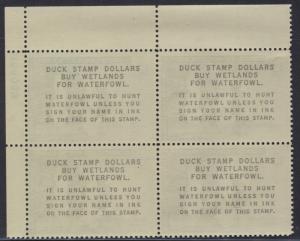 DUCK STAMP DOLLARS
BUY WETLANDS
FOR WATERFOWL.
IT IS UNLAWFUL TO HUNT
WATERFOWL UNLESS YOU
SIGN YOUR NAME IN INK
ON THE FACE OF THIS STAMP.
DUCK STAMP DOLLARS
BUY WETLANDS
FOR WATERFOWL.
IT IS UNLAWFUL TO HUNT
WATERFOWL UNLESS YOU
SIGN YOUR NAME IN INK
ON THE FACE OF THIS STAMP.
DUCK STAMP DOLLARS
BUY WETLANDS
FOR WATERFOWL.
IT IS UNLAWFUL TO HUNT
WATERFOWL UNLESS YOU
SIGN YOUR NAME IN INK
ON THE FACE OF THIS STAMP.
DUCK STAMP DOLLARS
BUY WETLANDS
FOR WATERFOWL.
IT IS UNLAWFUL TO HUNT
WATERFOWL UNLESS YOU
SIGN YOUR NAME IN INK
ON THE FACE OF THIS STAMP.